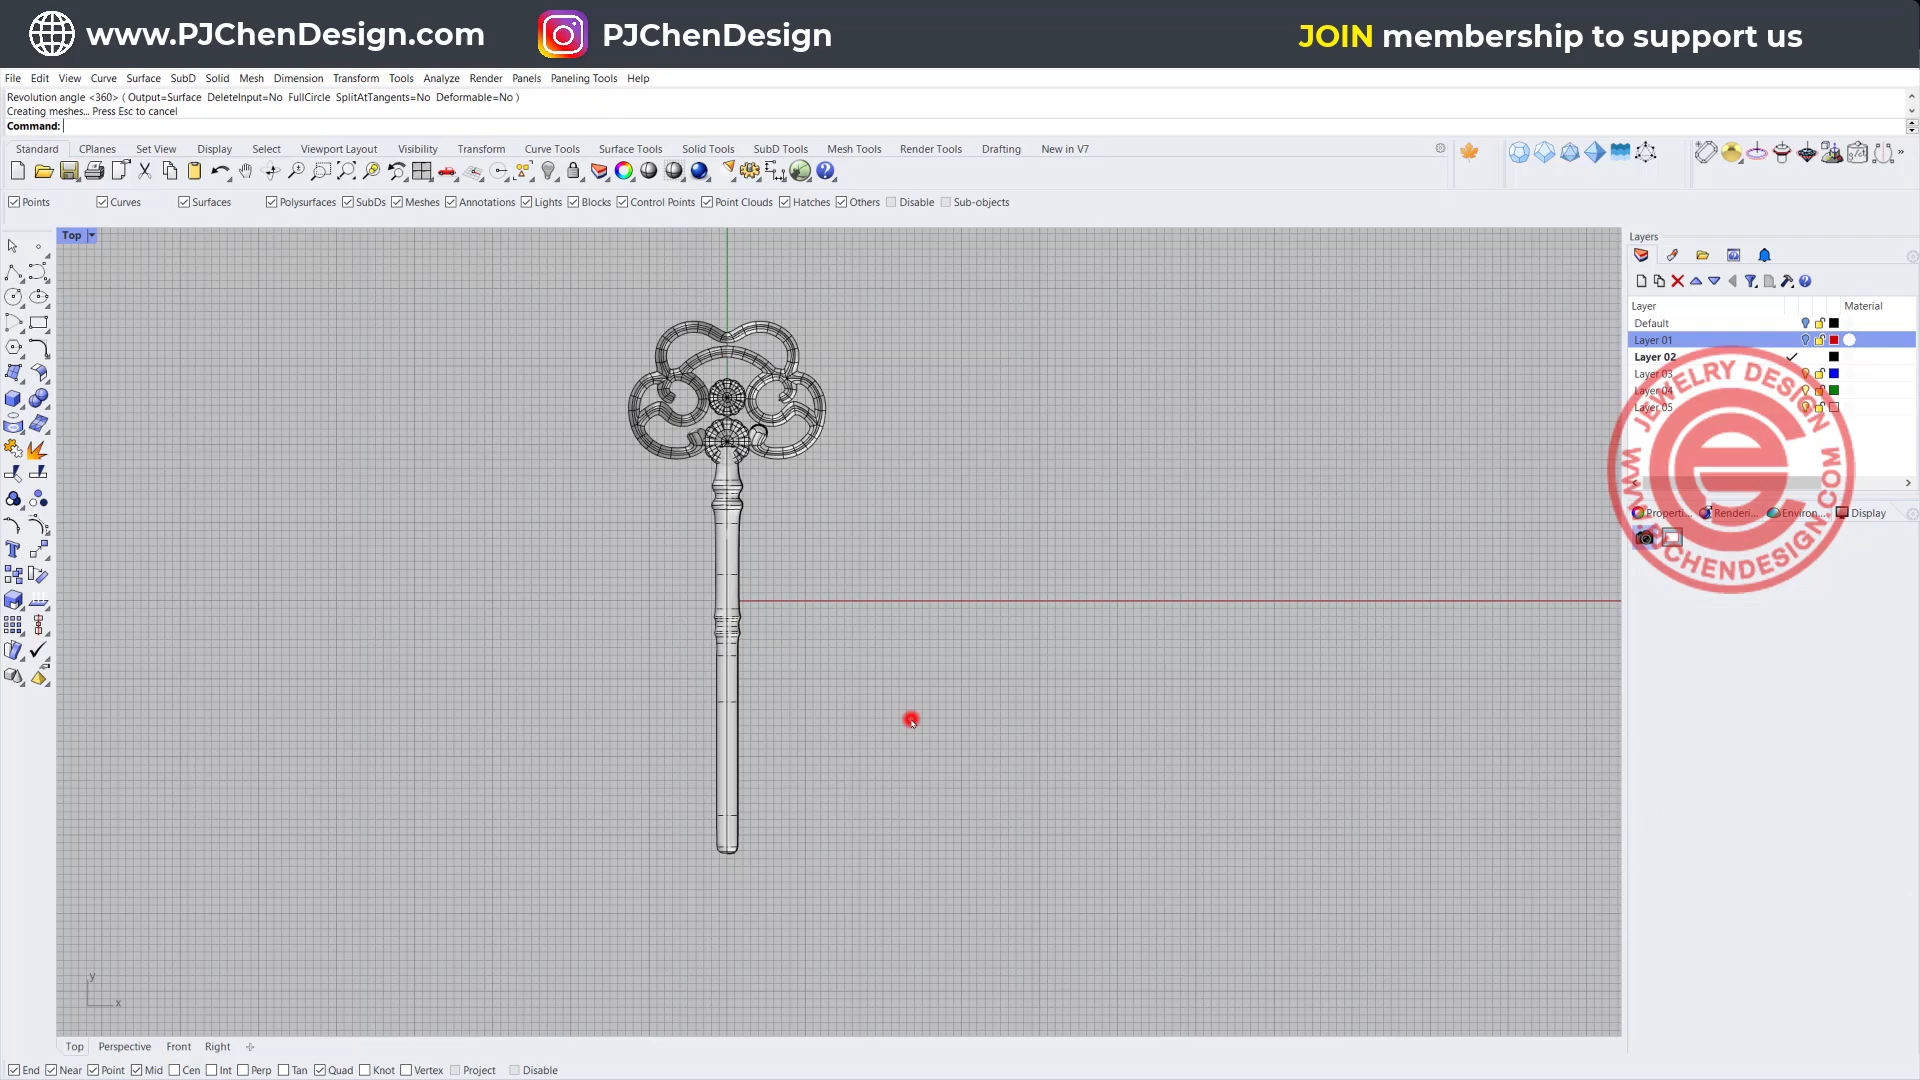 www.PJChenDesign.com PJChenDesign JOIN membership to support us
File Edit View Curve Surface SubD Solid Mesh Dimension Transform Tools Analyze Render Panels Paneling Tools Help
Revolution angle <360> ( Output=Surface DeleteInput=No FullCircle SplitAtTangents=No Deformable=No )
Creating meshes... Press Esc to cancel
Command:
Standard CPlanes Set View Display Select Viewport Layout Visibility Transform Curve Tools Surface Tools Solid Tools SubD Tools Mesh Tools Render Tools Drafting New in V7
Points Curves Surfaces Polysurfaces SubDs Meshes Annotations Lights Blocks Control Points Point Clouds Hatches Others Disable Sub-objects
Top
Layers
Layer Material
Default
Layer 01
Layer 02
Layer 03
Layer 04
Layer 05
JEWELRY DESIGN
WWW.PJCHENDESIGN.COM
Properti... Renderi... Environ... Display
y
x
Top Perspective Front Right
End Near Point Mid Cen Int Perp Tan Quad Knot Vertex Project Disable